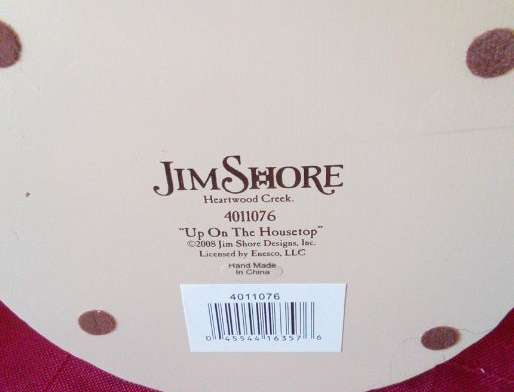 JIM SHORE
Heartwood Creek.
4011076
"Up On The Housetop"
©2008 Jim Shore Designs, Inc.
Licensed by Enesco, LLC
Hand Made
In China
4011076
0 45544 16357 6